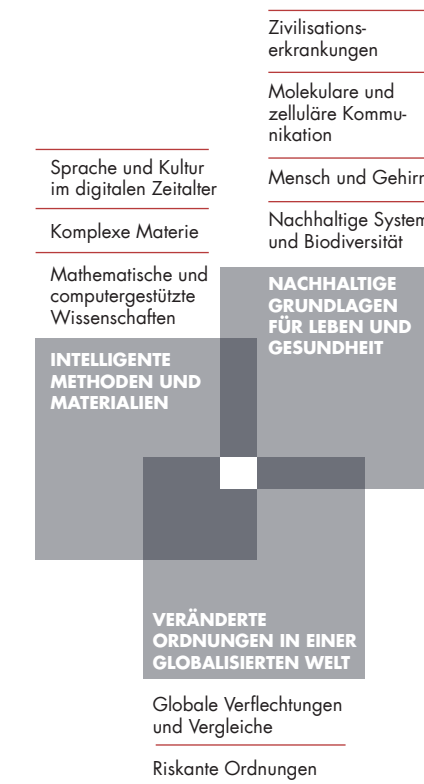 Zivilisations-
erkrankungen
Molekulare und
zelluläre Kommu-
nikation
Mensch und Gehirn
Nachhaltige System
und Biodiversität
NACHHALTIGE
GRUNDLAGEN
FÜR LEBEN UND
GESUNDHEIT
Sprache und Kultur
im digitalen Zeitalter
Komplexe Materie
Mathematische und
computergestützte
Wissenschaften
INTELLIGENTE
METHODEN UND
MATERIALIEN
VERÄNDERTE
ORDNUNGEN IN EINER
GLOBALISIERTEN WELT
Globale Verflechtungen
und Vergleiche
Riskante Ordnungen